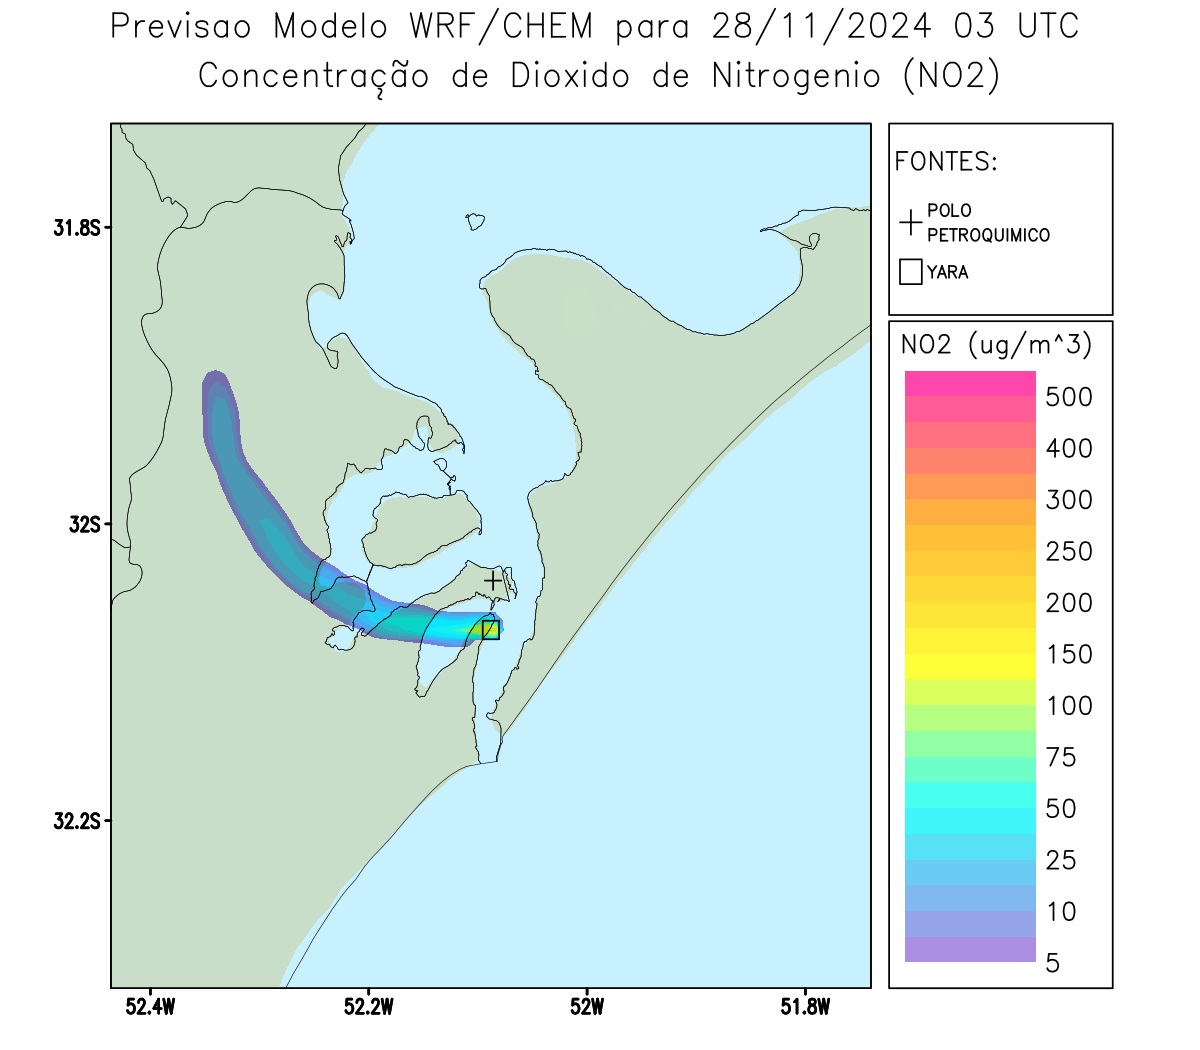 Previsao Modelo WRF/CHEM para 28/11/2024 03 UTC
Concentração de Dioxido de Nitrogenio (NO2)
FONTES:
POLO
PETROQUIMICO
YARA
31.8S
32S
32.2S
52.4W
52.2W
52W
51.8W
NO2 (ug/m^3)
500
400
300
250
200
150
100
75
50
25
10
5